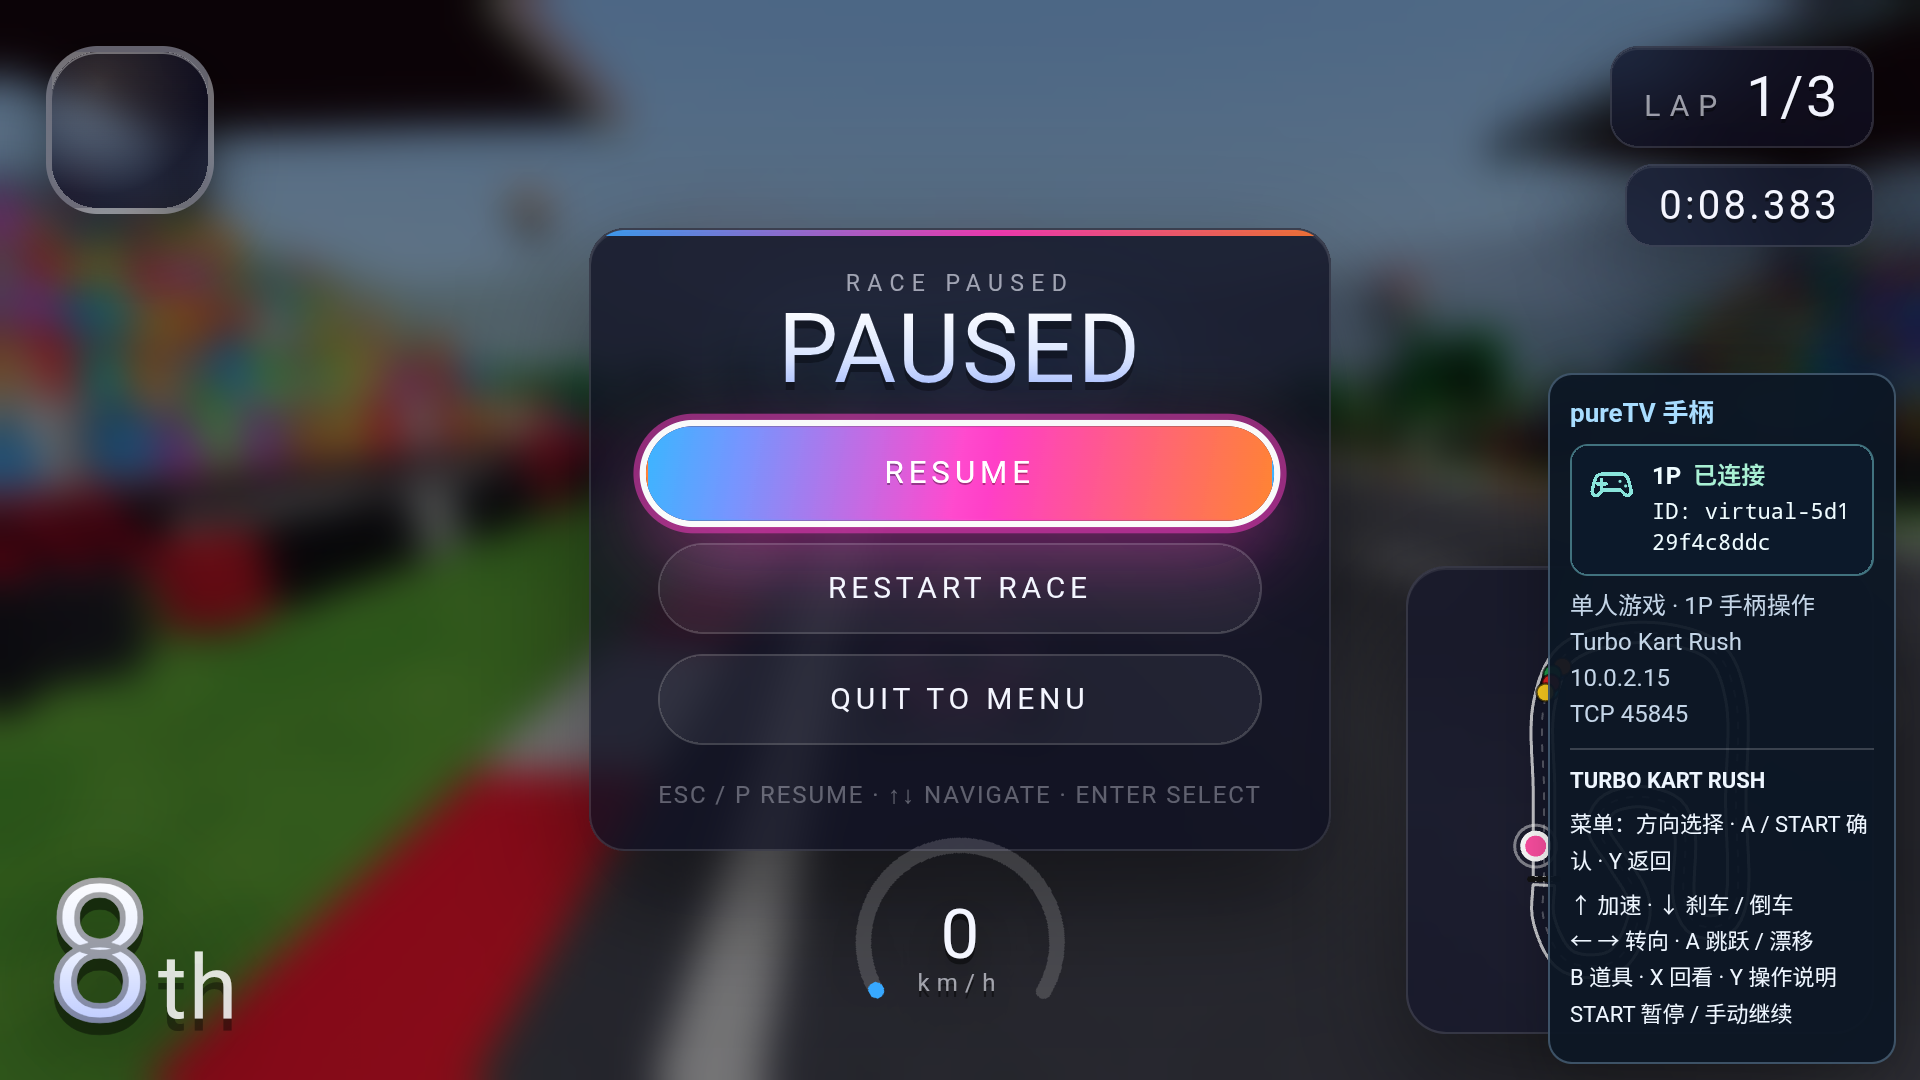 LAP 1/3
0:08.383
RACE PAUSED
PAUSED
RESUME
RESTART RACE
QUIT TO MENU
ESC / P RESUME · ↑↓ NAVIGATE · ENTER SELECT
8th
0
km/h
pureTV 手柄
1P 已连接
ID: virtual-5d1
29f4c8ddc
单人游戏 · 1P 手柄操作
Turbo Kart Rush
10.0.2.15
TCP 45845
TURBO KART RUSH
菜单：方向选择 · A / START 确
认 · Y 返回
↑ 加速 · ↓ 刹车 / 倒车
←→ 转向 · A 跳跃 / 漂移
B 道具 · X 回看 · Y 操作说明
START 暂停 / 手动继续